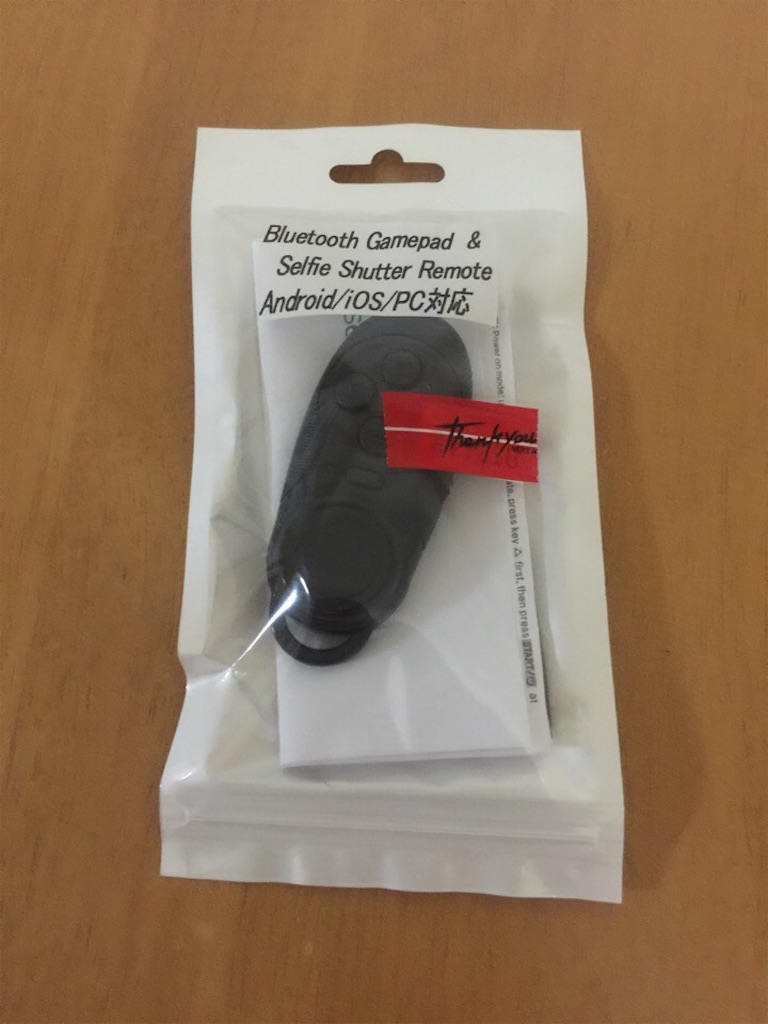 Bluetooth Gamepad &
Selfie Shutter Remote
Android/iOS/PC対応
Thank you
Power on mode:
press key △ first, then press START/⏻ at